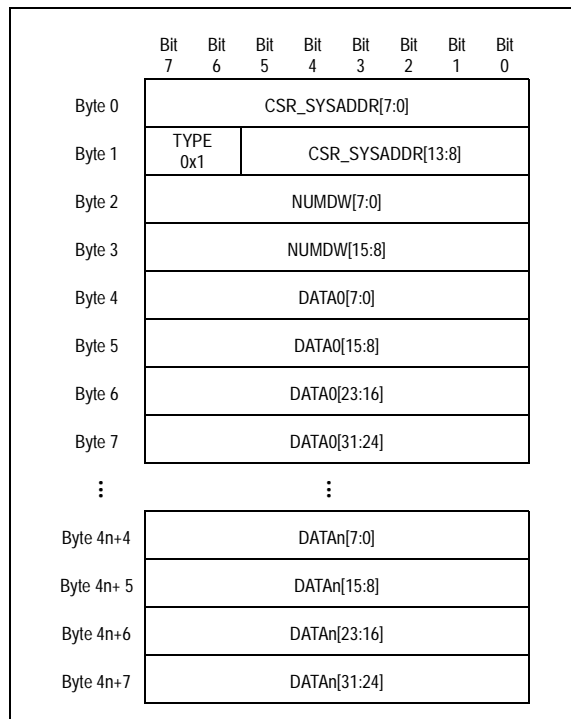 Bit Bit Bit Bit Bit Bit Bit Bit
7 6 5 4 3 2 1 0
Byte 0 CSR_SYSADDR[7:0]
Byte 1 TYPE 0x1 CSR_SYSADDR[13:8]
Byte 2 NUMDW[7:0]
Byte 3 NUMDW[15:8]
Byte 4 DATA0[7:0]
Byte 5 DATA0[15:8]
Byte 6 DATA0[23:16]
Byte 7 DATA0[31:24]
⋮ ⋮
Byte 4n+4 DATAn[7:0]
Byte 4n+ 5 DATAn[15:8]
Byte 4n+6 DATAn[23:16]
Byte 4n+7 DATAn[31:24]